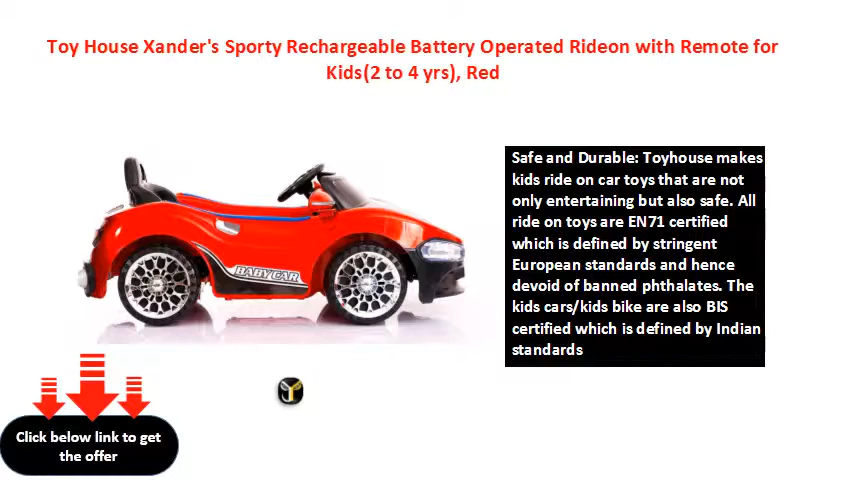 Toy House Xander's Sporty Rechargeable Battery Operated Rideon with Remote for
Kids(2 to 4 yrs), Red
Safe and Durable: Toyhouse makes
kids ride on car toys that are not
only entertaining but also safe. All
ride on toys are EN71 certified
which is defined by stringent
European standards and hence
devoid of banned phthalates. The
kids cars/kids bike are also BIS
certified which is defined by Indian
standards
BABY CAR
Click below link to get
the offer